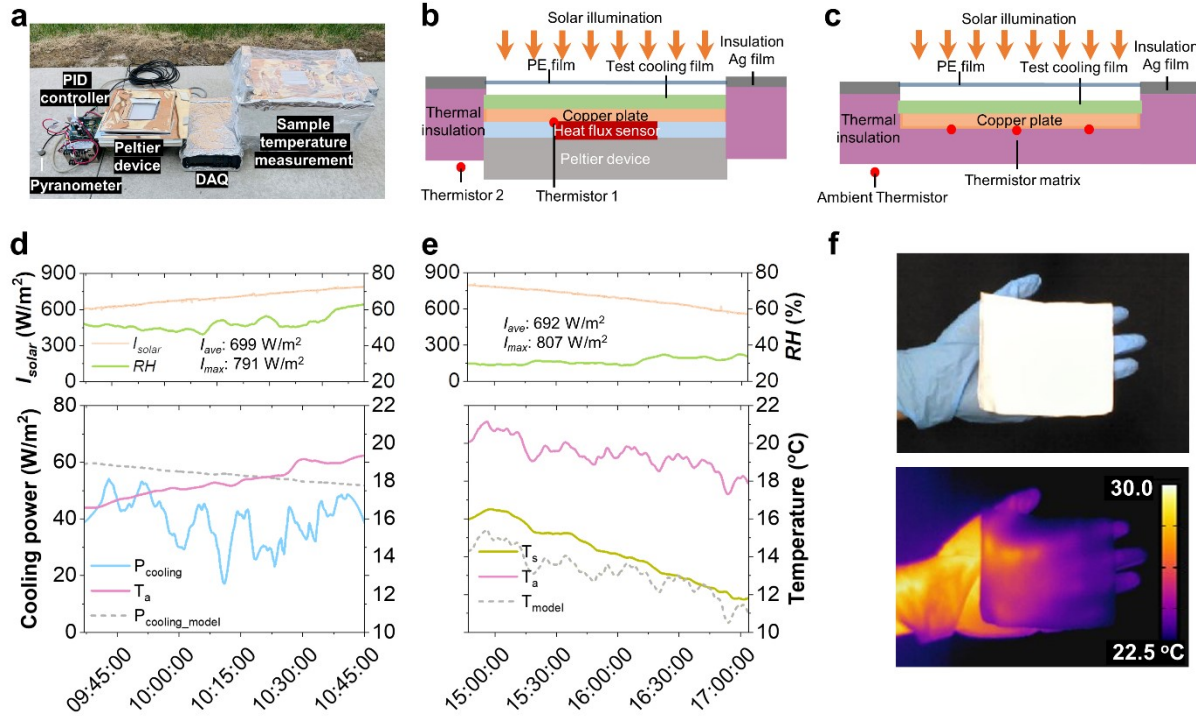 a
PID
controller
Pyranometer
Peltier
device
DAQ
Sample
temperature
measurement
b
Solar illumination
Insulation
Ag film
PE film
Test cooling film
Thermal
insulation
Copper plate
Heat flux sensor
Peltier device
Thermistor 2
Thermistor 1
c
Solar illumination
Insulation
Ag film
PE film
Test cooling film
Thermal
insulation
Copper plate
Thermistor matrix
Ambient Thermistor
d
I_solar (W/m²)
900
600
300
0
80
60
40
20
I_solar
RH
I_ave: 699 W/m²
I_max: 791 W/m²
Cooling power (W/m²)
80
60
40
20
0
22
20
18
16
14
12
10
P_cooling
T_a
P_cooling_model
09:45:00
10:00:00
10:15:00
10:30:00
10:45:00
e
900
600
300
0
80
60
40
20
RH (%)
I_ave: 692 W/m²
I_max: 807 W/m²
22
20
18
16
14
12
10
Temperature (°C)
T_s
T_a
T_model
15:00:00
15:30:00
16:00:00
16:30:00
17:00:00
f
30.0
22.5 °C